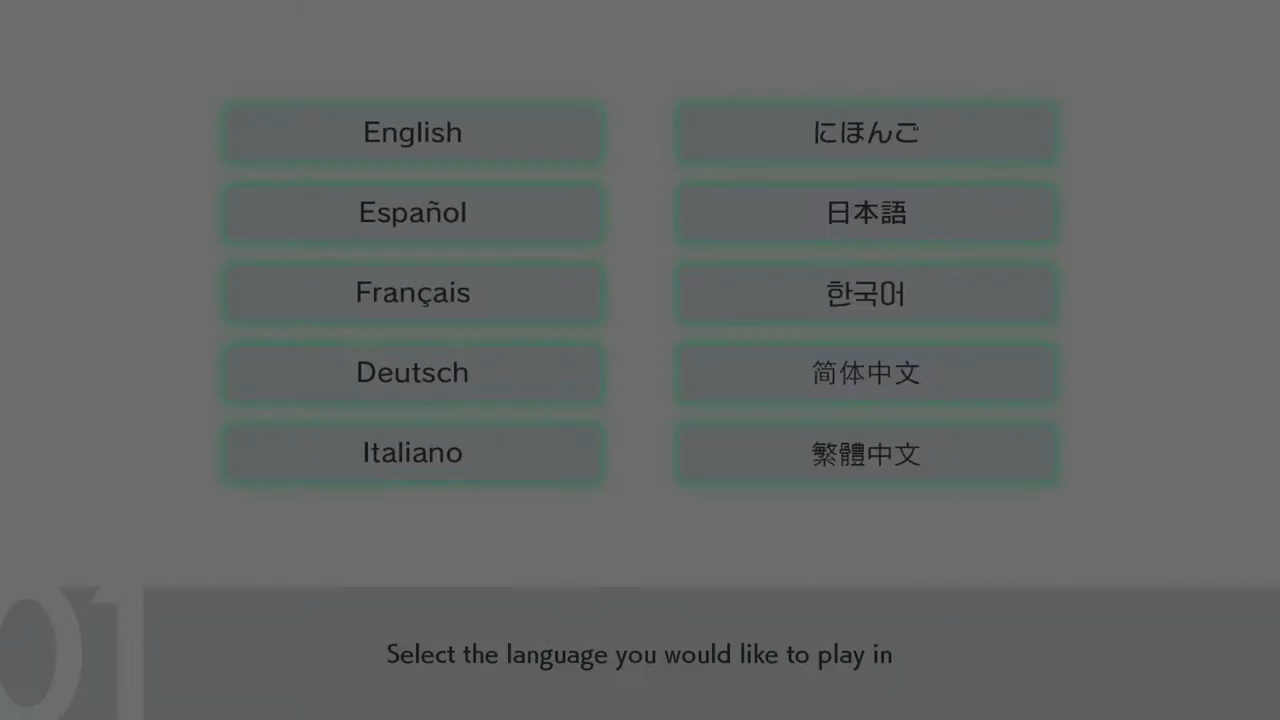 English
Español
Français
Deutsch
Italiano
にほんご
日本語
한국어
简体中文
繁體中文
01
Select the language you would like to play in